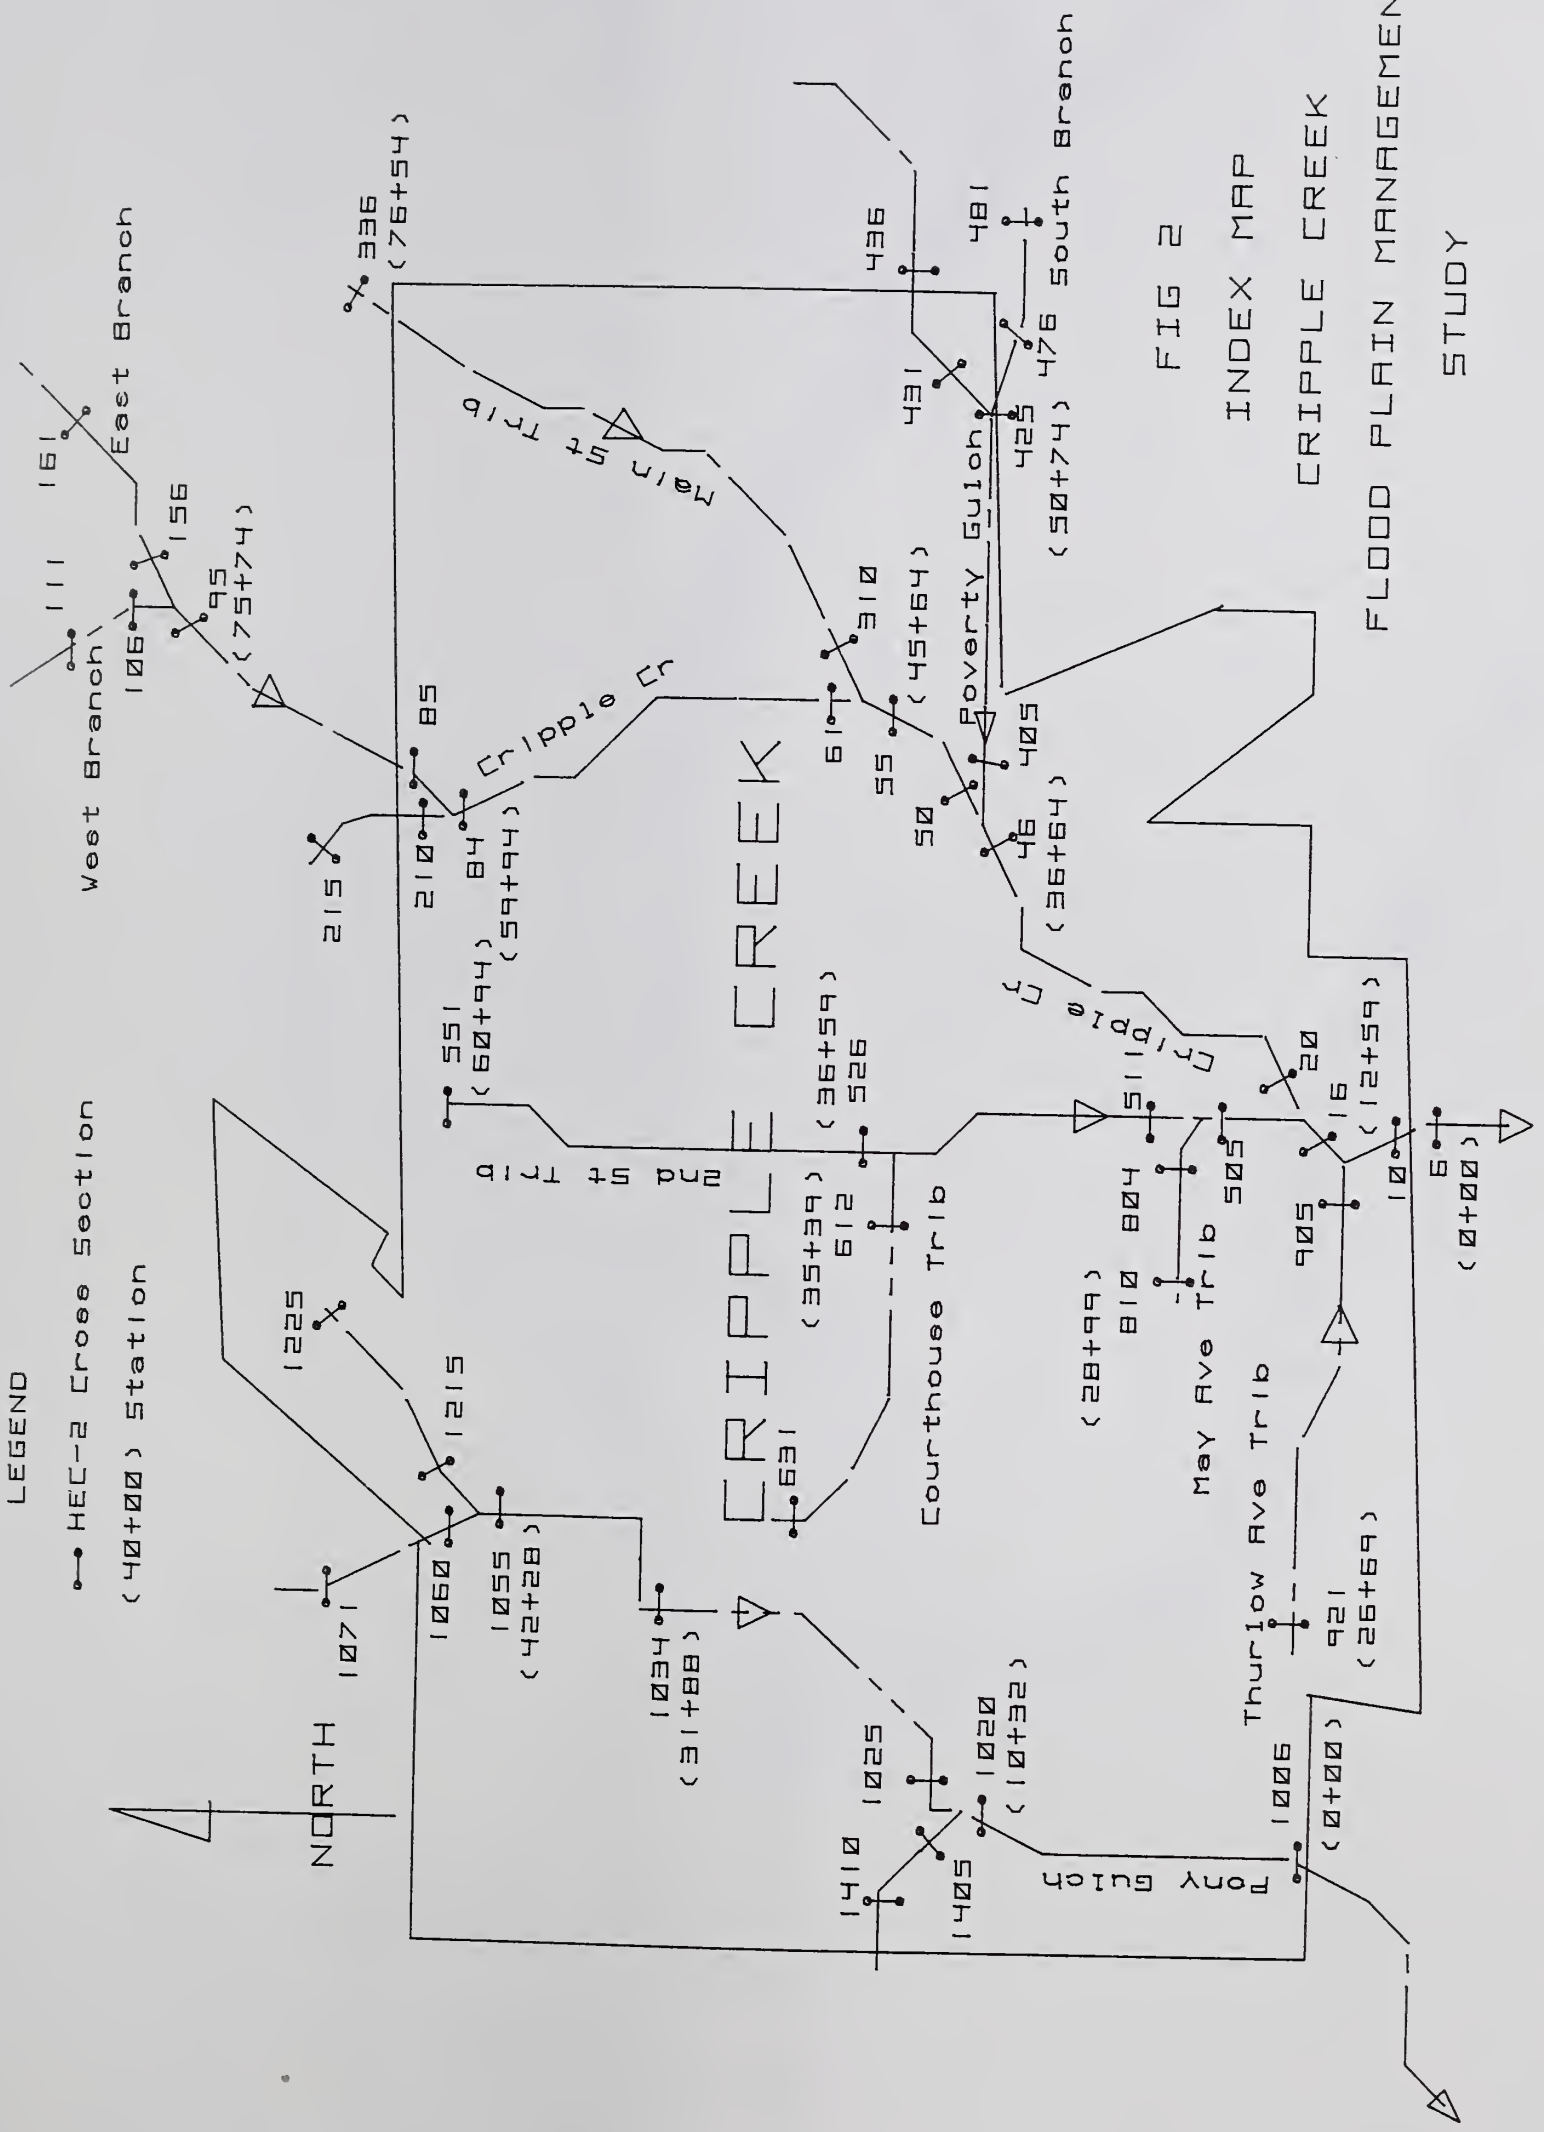 LEGEND
HEC-2 Cross Section
(40+00) Station
NORTH
1071
1225
1060
1215
1055
(42+28)
1034
(31+88)
1025
1020
(10+32)
1410
1405
Pony Gulch
1006
(0+00)
West Branch
East Branch
111
161
106
156
95
(75+74)
215
210
85
84
(59+94)
Cripple Cr
551
(60+94)
2nd St Trib
336
(76+54)
Main St Trib
CRIPPLE CREEK
631
Courthouse Trib
(35+39)
612
(36+59)
526
61
310
55
(45+64)
50
Poverty Gulch
405
46
(36+64)
436
431
425
(50+74)
476
481
South Branch
Cripple Cr
(28+99)
810
804
511
May Ave Trib
505
20
16
(12+59)
905
10
6
(0+00)
Thurlow Ave Trib
921
(26+69)
FIG 2
INDEX MAP
CRIPPLE CREEK
FLOOD PLAIN MANAGEMEN
STUDY